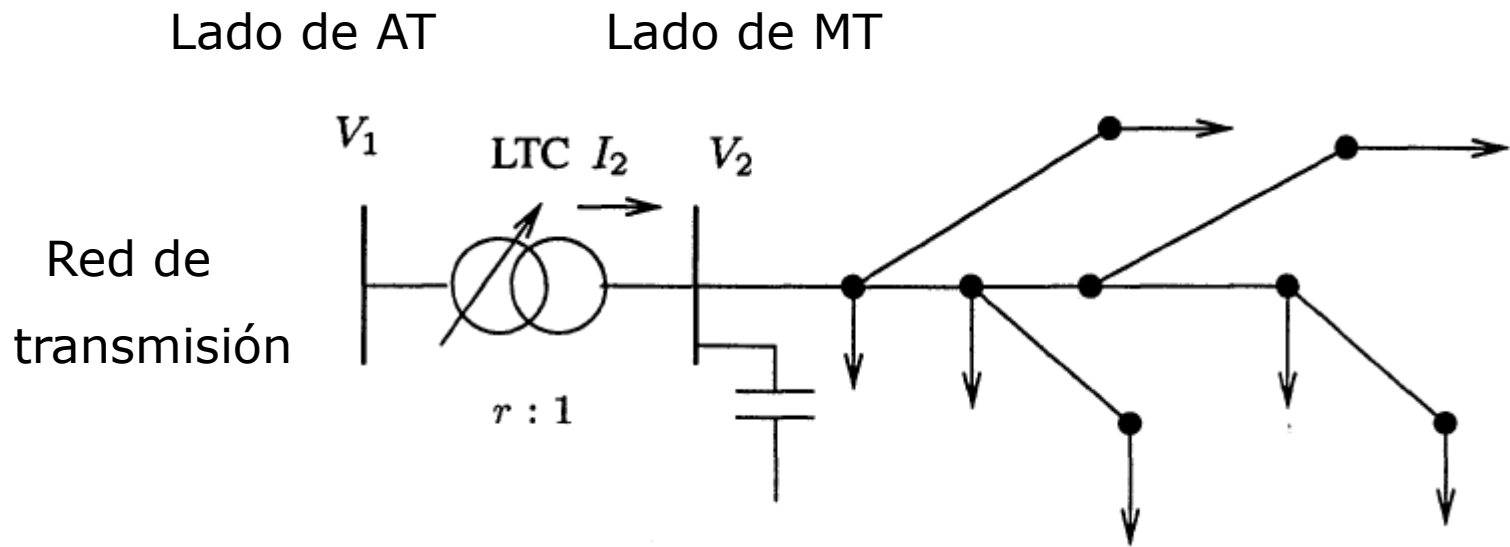 Lado de AT
Lado de MT
V₁
LTC I₂
V₂
Red de
transmisión
r : 1